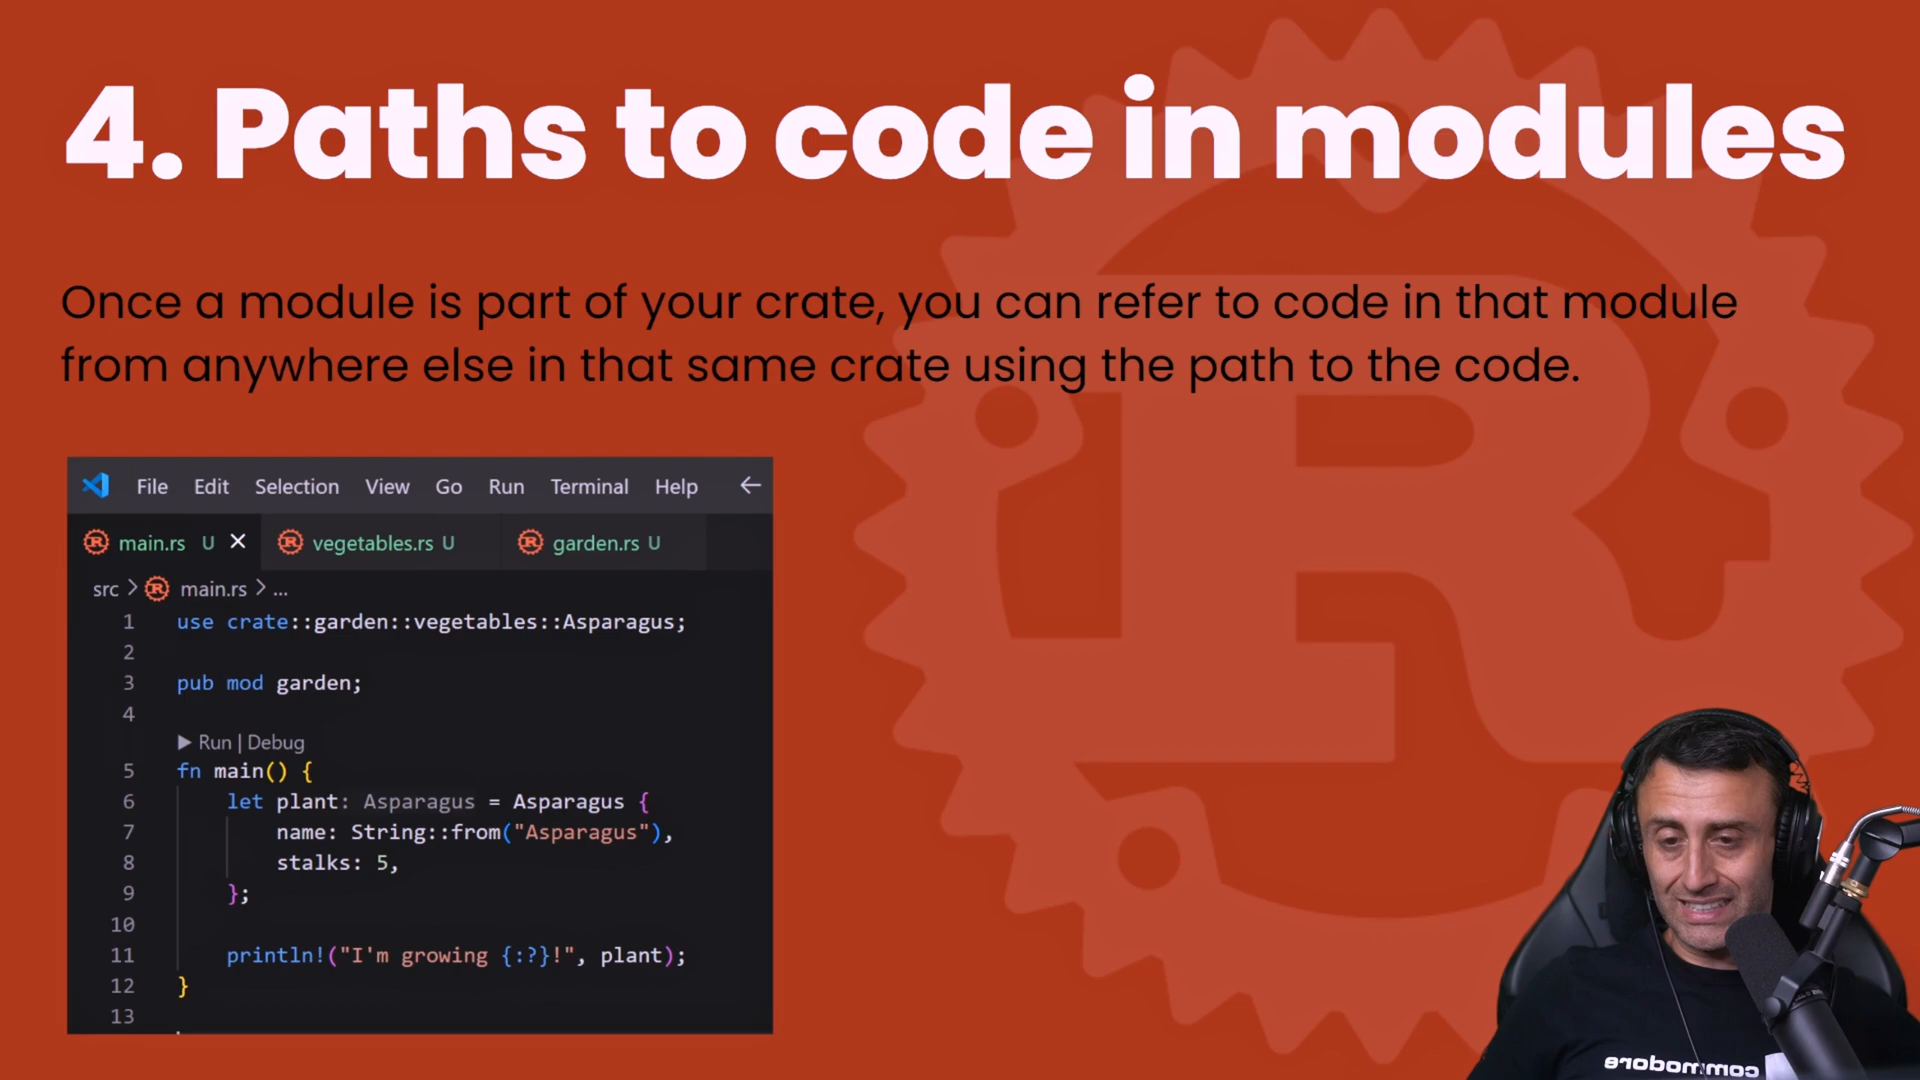 4. Paths to code in modules
Once a module is part of your crate, you can refer to code in that module
from anywhere else in that same crate using the path to the code.
File Edit Selection View Go Run Terminal Help ←
main.rs U × vegetables.rs U garden.rs U
src > main.rs > ...
1 use crate::garden::vegetables::Asparagus;
2
3 pub mod garden;
4
▶ Run | Debug
5 fn main() {
6 let plant: Asparagus = Asparagus {
7 name: String::from("Asparagus"),
8 stalks: 5,
9 };
10
11 println!("I'm growing {:?}!", plant);
12 }
13
commodore